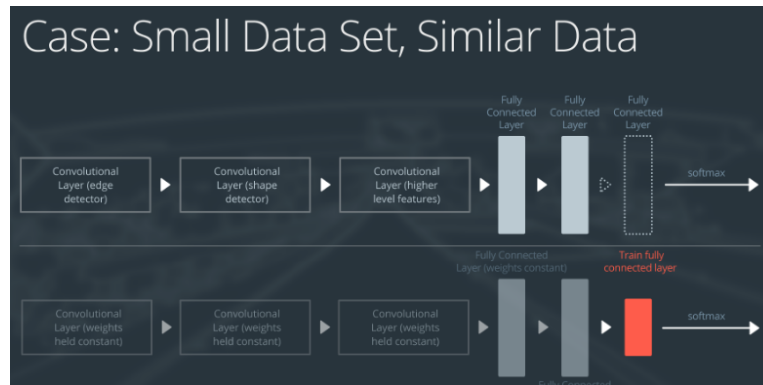 Case: Small Data Set, Similar Data
Fully
Connected
Layer
Fully
Connected
Layer
Fully
Connected
Layer
Convolutional
Layer (edge
detector)
Convolutional
Layer (shape
detector)
Convolutional
Layer (higher
level features)
softmax
Fully Connected
Layer (weights constant)
Train fully
connected layer
Convolutional
Layer (weights
held constant)
Convolutional
Layer (weights
held constant)
Convolutional
Layer (weights
held constant)
softmax
Fully Connected